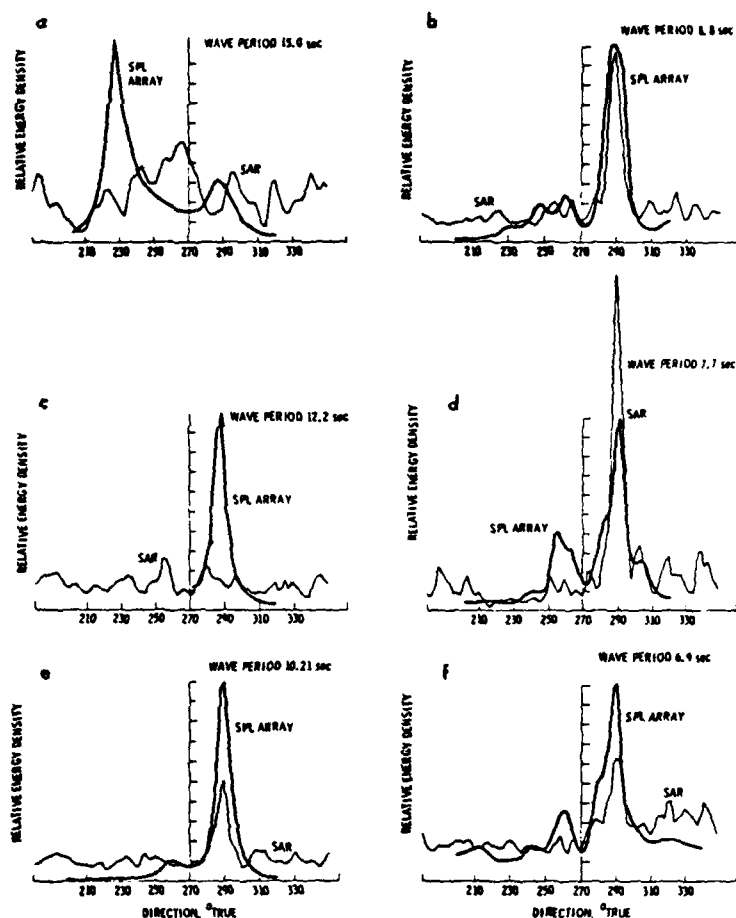 a
WAVE PERIOD 15.6 sec
SPL
ARRAY
SAR
RELATIVE ENERGY DENSITY
210 230 250 270 290 310 330
b
WAVE PERIOD 8.8 sec
SPL ARRAY
SAR
RELATIVE ENERGY DENSITY
210 230 250 270 290 310 330
c
WAVE PERIOD 12.2 sec
SPL ARRAY
SAR
RELATIVE ENERGY DENSITY
210 230 250 270 290 310 330
d
WAVE PERIOD 7.7 sec
SAR
SPL ARRAY
RELATIVE ENERGY DENSITY
210 230 250 270 290 310 330
e
WAVE PERIOD 10.21 sec
SPL ARRAY
SAR
RELATIVE ENERGY DENSITY
210 230 250 270 290 310 330
DIRECTION, °TRUE
f
WAVE PERIOD 6.9 sec
SPL ARRAY
SAR
RELATIVE ENERGY DENSITY
210 230 250 270 290 310 330
DIRECTION, °TRUE